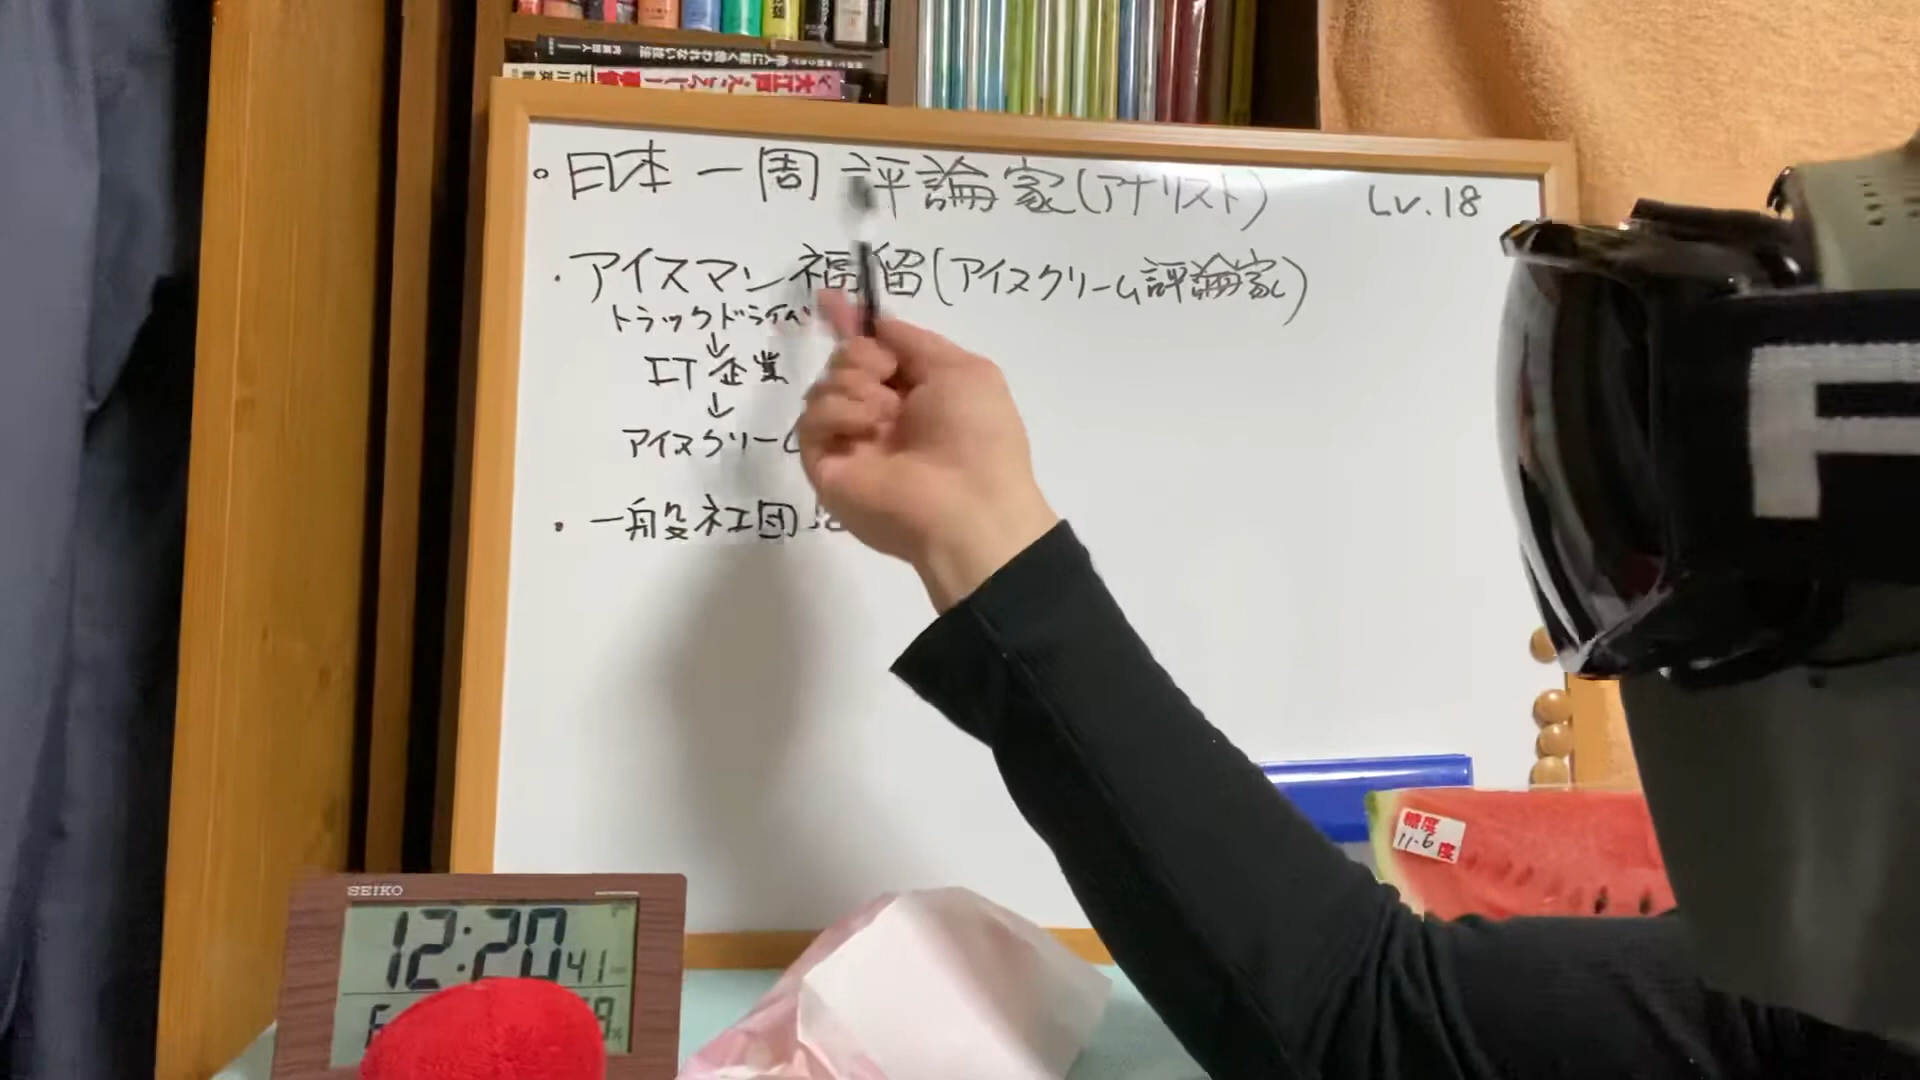 日本一周評論家(アナリスト) Lv.18
・アイスマン福留(アイスクリーム評論家)
トラックドライバ
↓
IT企業
↓
アイスクリーム
・一般社団
糖度
11.6度
SEIKO
12:20 41